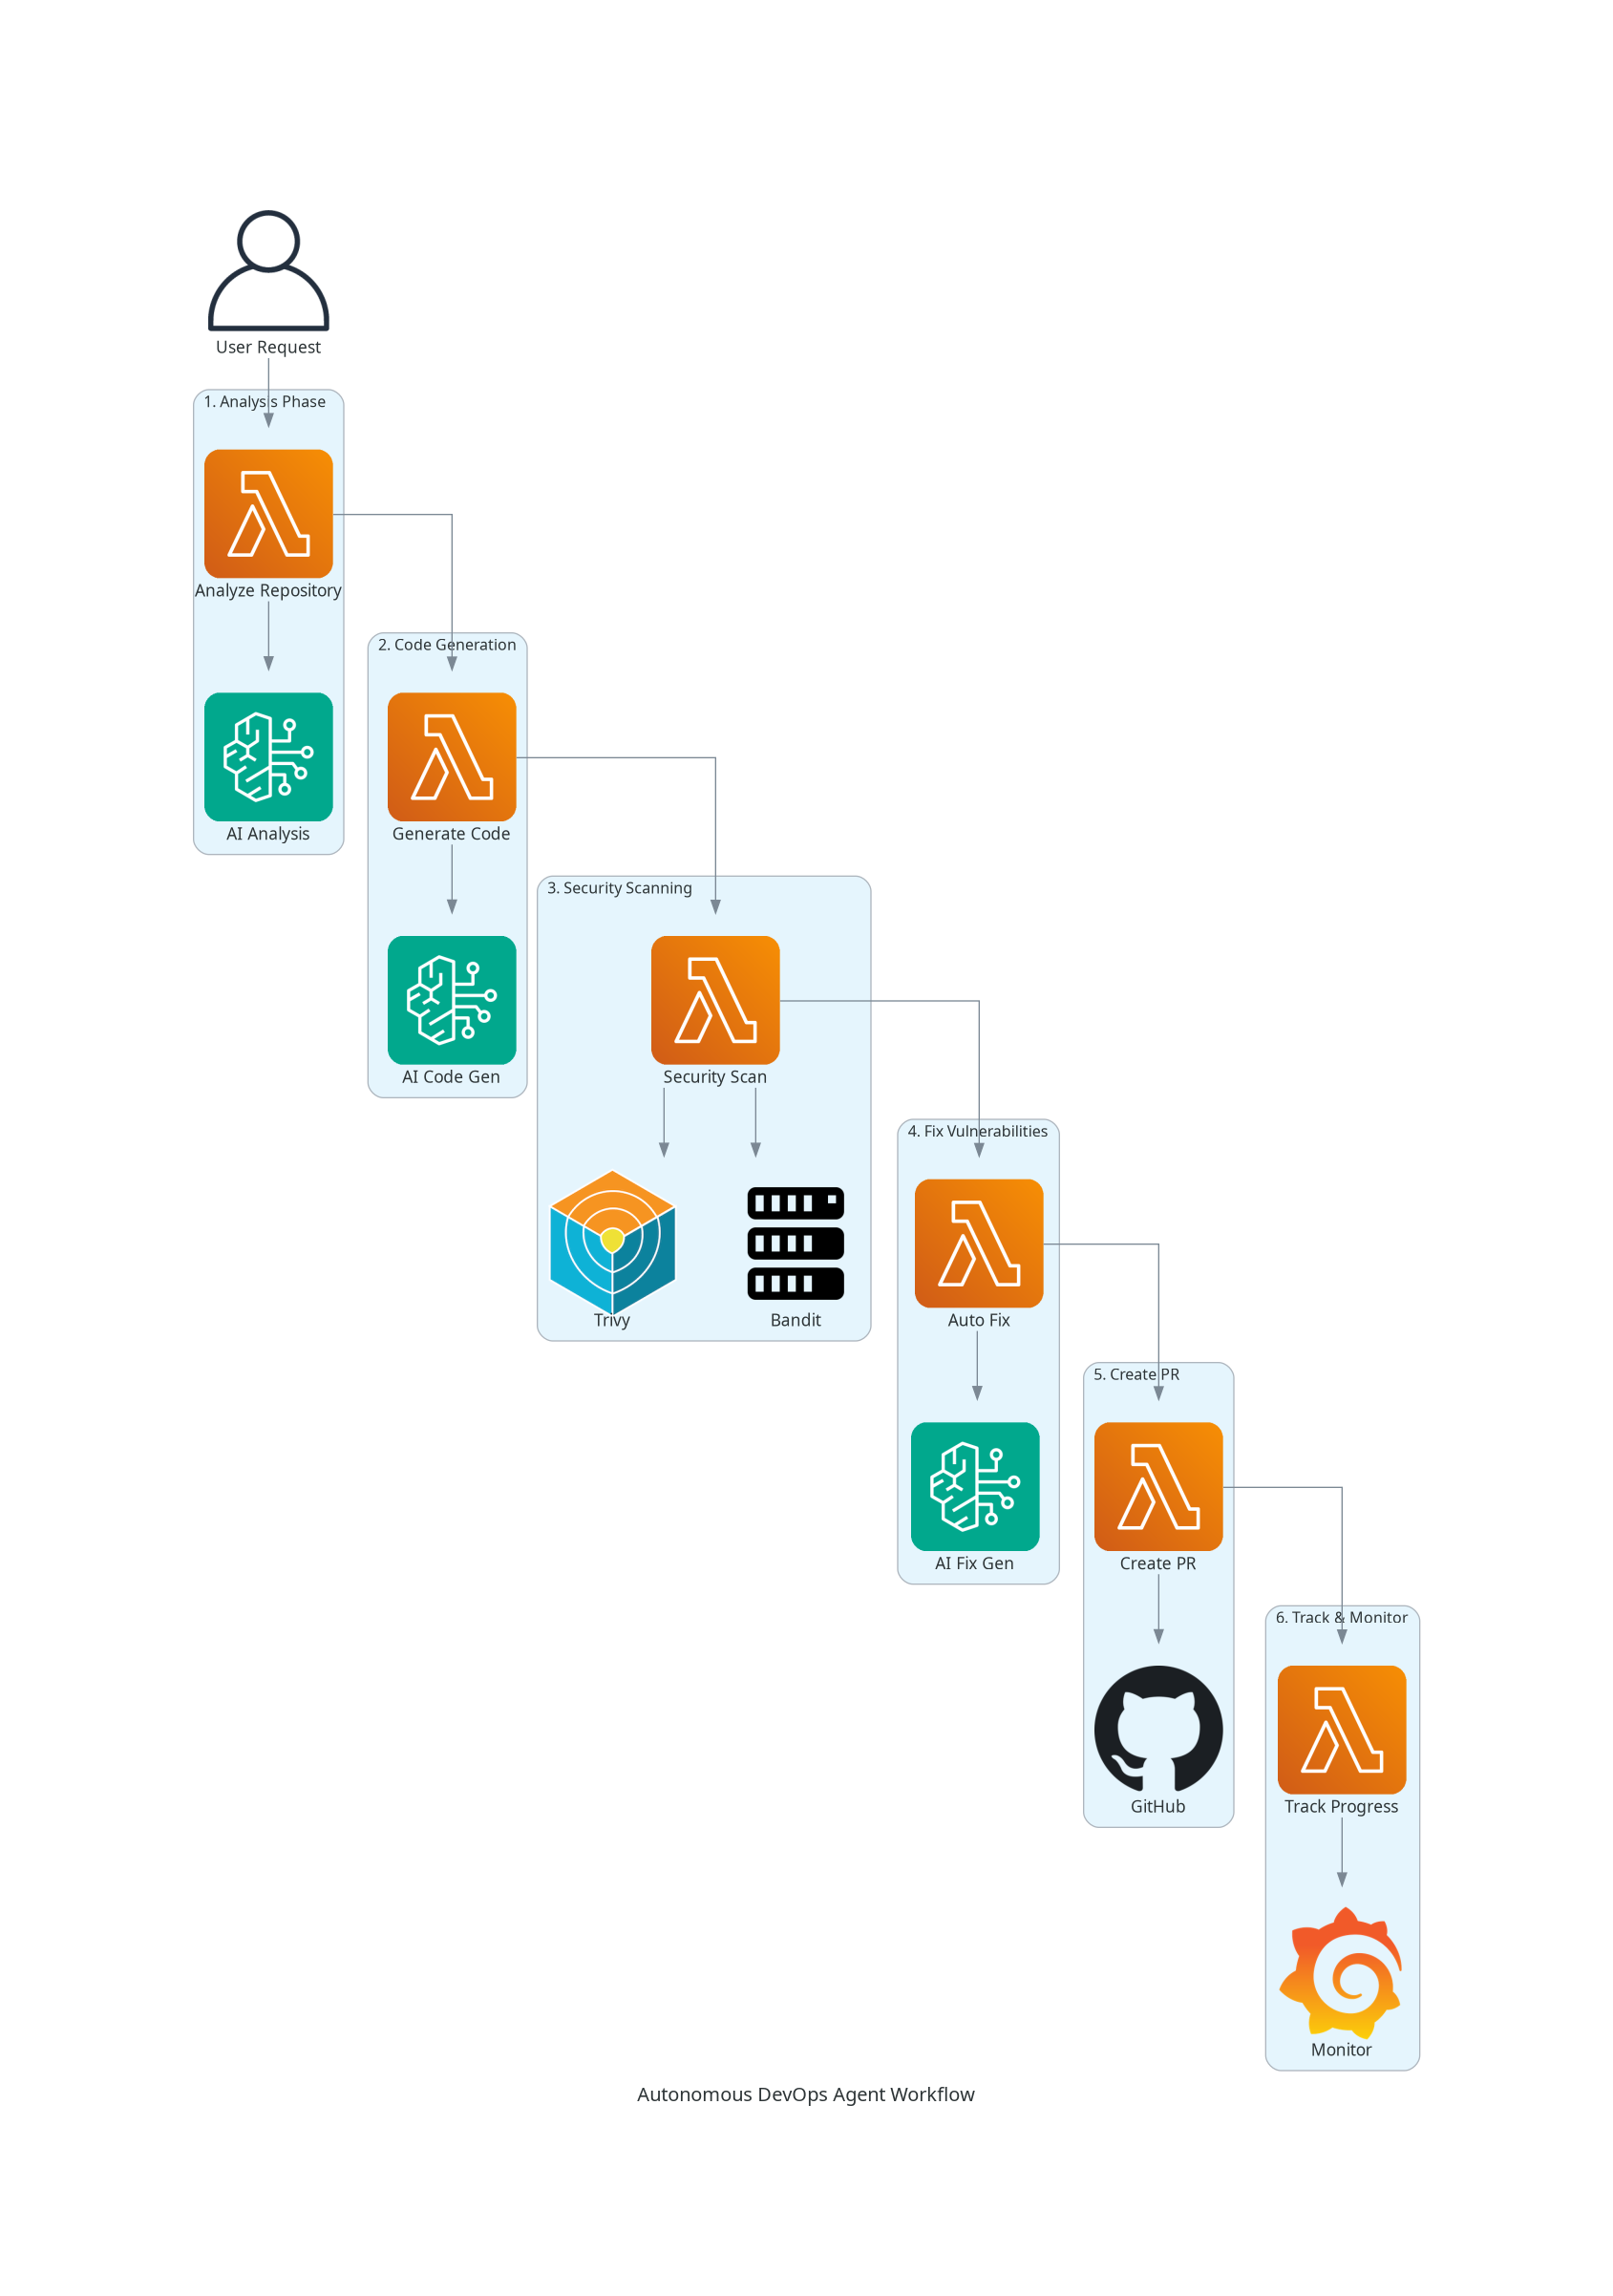 User Request
1. Analysis Phase
Analyze Repository
AI Analysis
2. Code Generation
Generate Code
AI Code Gen
3. Security Scanning
Security Scan
Trivy
Bandit
4. Fix Vulnerabilities
Auto Fix
AI Fix Gen
5. Create PR
Create PR
GitHub
6. Track & Monitor
Track Progress
Monitor
Autonomous DevOps Agent Workflow